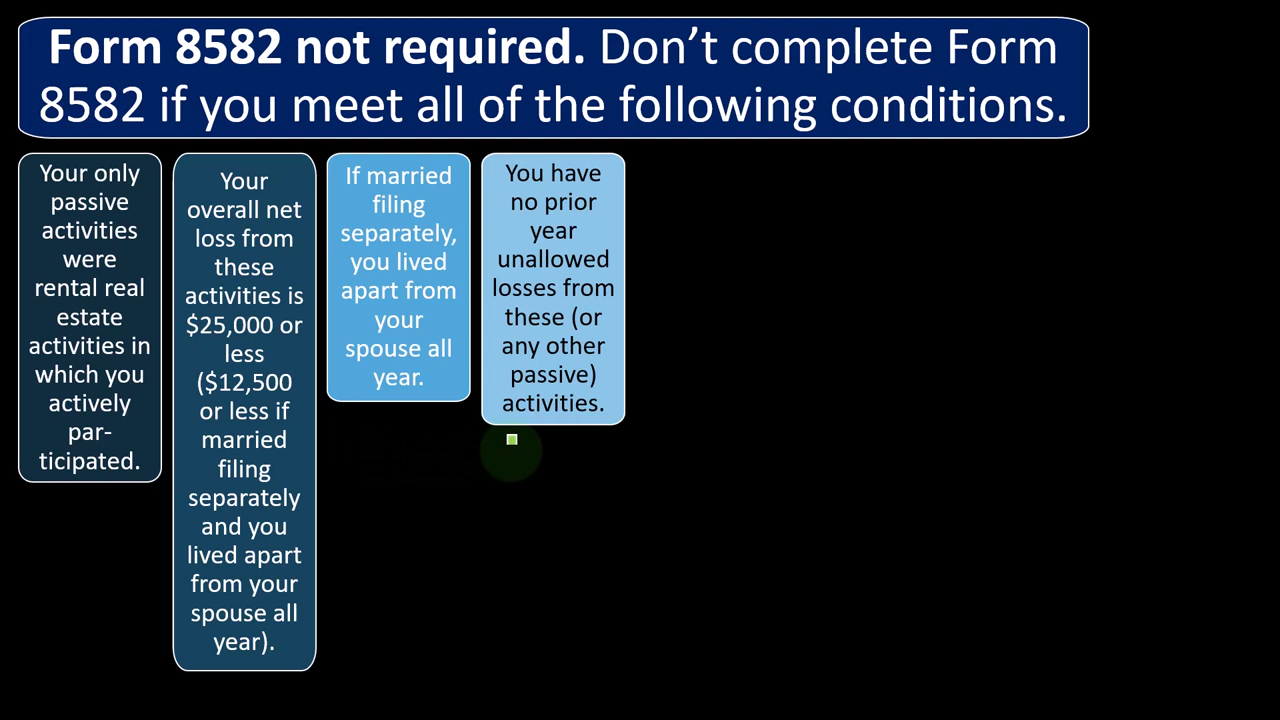 Form 8582 not required. Don’t complete Form
8582 if you meet all of the following conditions.
Your only
passive
activities
were
rental real
estate
activities in
which you
actively
par-
ticipated.
Your
overall net
loss from
these
activities is
$25,000 or
less
($12,500
or less if
married
filing
separately
and you
lived apart
from your
spouse all
year).
If married
filing
separately,
you lived
apart from
your
spouse all
year.
You have
no prior
year
unallowed
losses from
these (or
any other
passive)
activities.